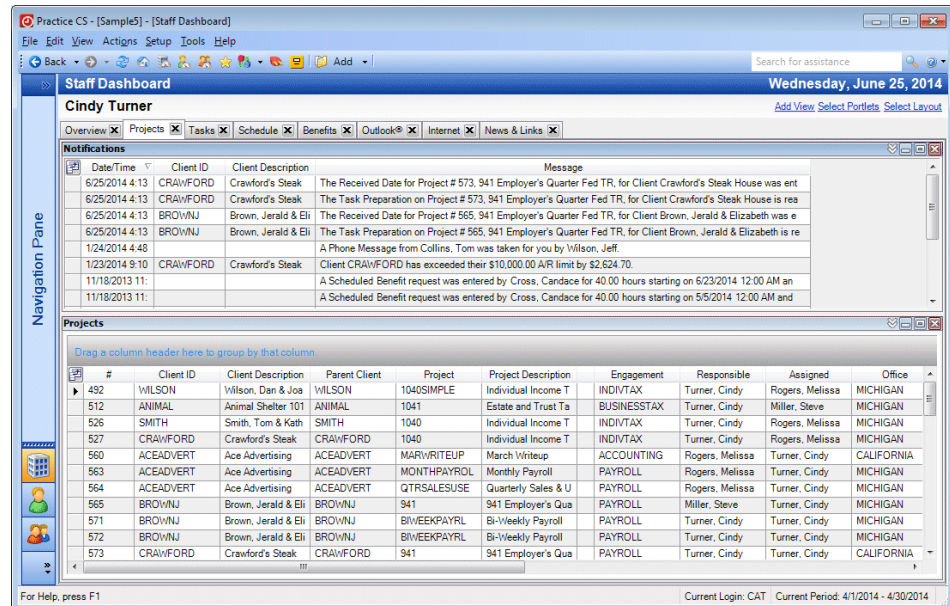 Practice CS - [Sample5] - [Staff Dashboard]
File Edit View Actions Setup Tools Help
Back Add Search for assistance
Staff Dashboard Wednesday, June 25, 2014
Cindy Turner Add View Select Portlets Select Layout
Overview Projects Tasks Schedule Benefits Outlook® Internet News & Links
Notifications
Date/Time Client ID Client Description Message
6/25/2014 4:13 CRAWFORD Crawford's Steak The Received Date for Project # 573, 941 Employer's Quarter Fed TR, for Client Crawford's Steak House was ent
6/25/2014 4:13 CRAWFORD Crawford's Steak The Task Preparation on Project # 573, 941 Employer's Quarter Fed TR, for Client Crawford's Steak House is rea
6/25/2014 4:13 BROWNJ Brown, Jerald & Eli The Received Date for Project # 565, 941 Employer's Quarter Fed TR, for Client Brown, Jerald & Elizabeth was e
6/25/2014 4:13 BROWNJ Brown, Jerald & Eli The Task Preparation on Project # 565, 941 Employer's Quarter Fed TR, for Client Brown, Jerald & Elizabeth is re
1/24/2014 4:48 A Phone Message from Collins, Tom was taken for you by Wilson, Jeff.
1/23/2014 9:10 CRAWFORD Crawford's Steak Client CRAWFORD has exceeded their $10,000.00 A/R limit by $2,624.70.
11/18/2013 11: A Scheduled Benefit request was entered by Cross, Candace for 40.00 hours starting on 6/23/2014 12:00 AM an
11/18/2013 11: A Scheduled Benefit request was entered by Cross, Candace for 40.00 hours starting on 5/5/2014 12:00 AM and
Navigation Pane
Projects
Drag a column header here to group by that column.
# Client ID Client Description Parent Client Project Project Description Engagement Responsible Assigned Office
492 WILSON Wilson, Dan & Joa WILSON 1040SIMPLE Individual Income T INDIVTAX Turner, Cindy Rogers, Melissa MICHIGAN
512 ANIMAL Animal Shelter 101 ANIMAL 1041 Estate and Trust Ta BUSINESSTAX Turner, Cindy Miller, Steve MICHIGAN
526 SMITH Smith, Tom & Kath SMITH 1040 Individual Income T INDIVTAX Turner, Cindy Rogers, Melissa MICHIGAN
527 CRAWFORD Crawford's Steak CRAWFORD 1040 Individual Income T INDIVTAX Turner, Cindy Rogers, Melissa MICHIGAN
560 ACEADVERT Ace Advertising ACEADVERT MARWRITEUP March Writeup ACCOUNTING Rogers, Melissa Turner, Cindy CALIFORNIA
563 ACEADVERT Ace Advertising ACEADVERT MONTHPAYROL Monthly Payroll PAYROLL Rogers, Melissa Turner, Cindy MICHIGAN
564 ACEADVERT Ace Advertising ACEADVERT QTRSALESUSE Quarterly Sales & U PAYROLL Rogers, Melissa Turner, Cindy MICHIGAN
565 BROWNJ Brown, Jerald & Eli BROWNJ 941 941 Employer's Qua PAYROLL Miller, Steve Turner, Cindy MICHIGAN
571 BROWNJ Brown, Jerald & Eli BROWNJ BIWEEKPAYRL Bi-Weekly Payroll PAYROLL Turner, Cindy Turner, Cindy MICHIGAN
572 BROWNJ Brown, Jerald & Eli BROWNJ BIWEEKPAYRL Bi-Weekly Payroll PAYROLL Turner, Cindy Turner, Cindy MICHIGAN
573 CRAWFORD Crawford's Steak CRAWFORD 941 941 Employer's Qua PAYROLL Turner, Cindy Turner, Cindy CALIFORNIA
For Help, press F1 Current Login: CAT Current Period: 4/1/2014 - 4/30/2014